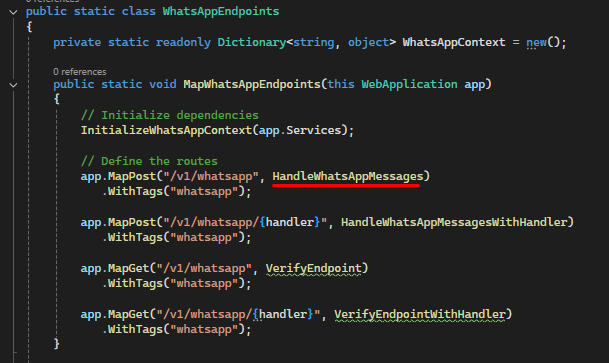 0 references
public static class WhatsAppEndpoints
{
private static readonly Dictionary<string, object> WhatsAppContext = new();
0 references
public static void MapWhatsAppEndpoints(this WebApplication app)
{
// Initialize dependencies
InitializeWhatsAppContext(app.Services);
// Define the routes
app.MapPost("/v1/whatsapp", HandleWhatsAppMessages)
.WithTags("whatsapp");
app.MapPost("/v1/whatsapp/{handler}", HandleWhatsAppMessagesWithHandler)
.WithTags("whatsapp");
app.MapGet("/v1/whatsapp", VerifyEndpoint)
.WithTags("whatsapp");
app.MapGet("/v1/whatsapp/{handler}", VerifyEndpointWithHandler)
.WithTags("whatsapp");
}